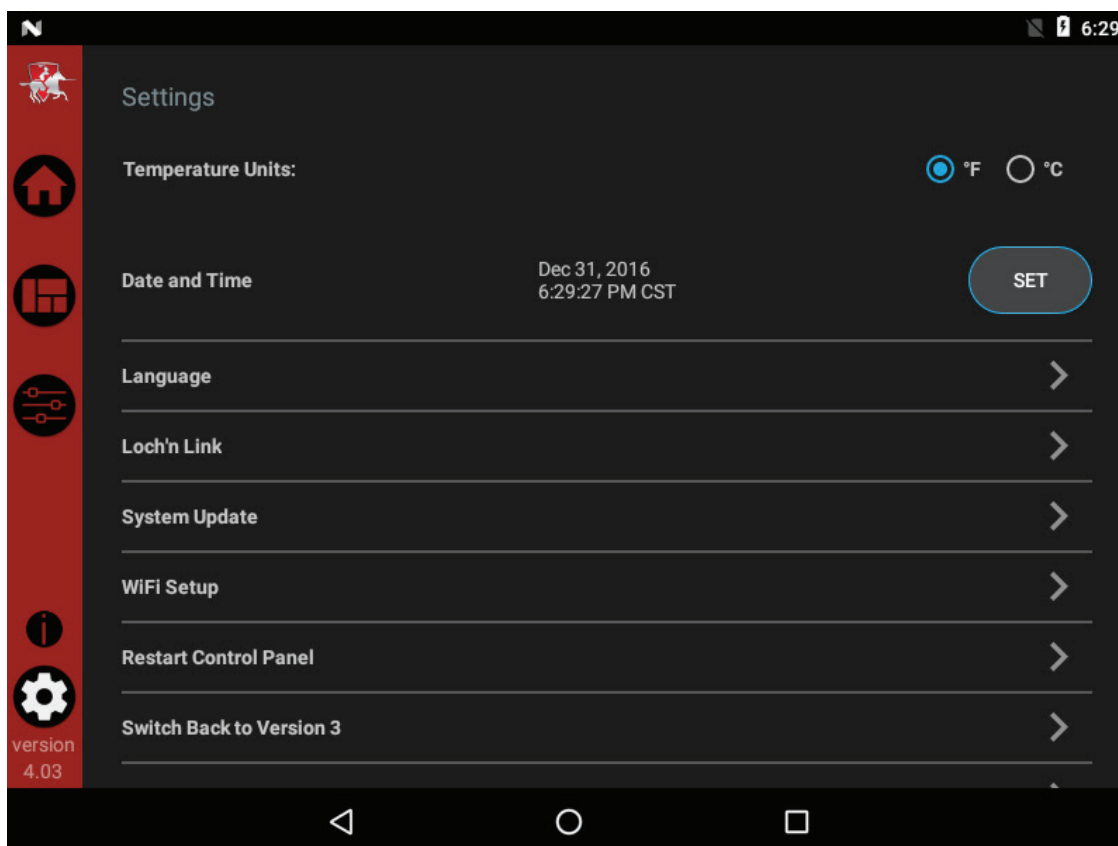 6:29
Settings
Temperature Units:
°F °C
Date and Time
Dec 31, 2016
6:29:27 PM CST
SET
Language
Loch'n Link
System Update
WiFi Setup
Restart Control Panel
Switch Back to Version 3
version
4.03